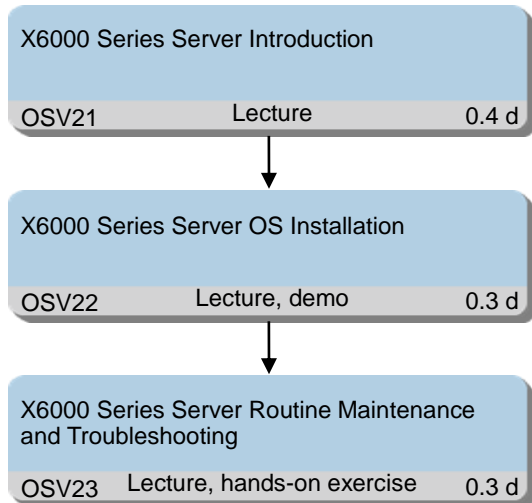 X6000 Series Server Introduction
OSV21 Lecture 0.4 d
X6000 Series Server OS Installation
OSV22 Lecture, demo 0.3 d
X6000 Series Server Routine Maintenance
and Troubleshooting
OSV23 Lecture, hands-on exercise 0.3 d